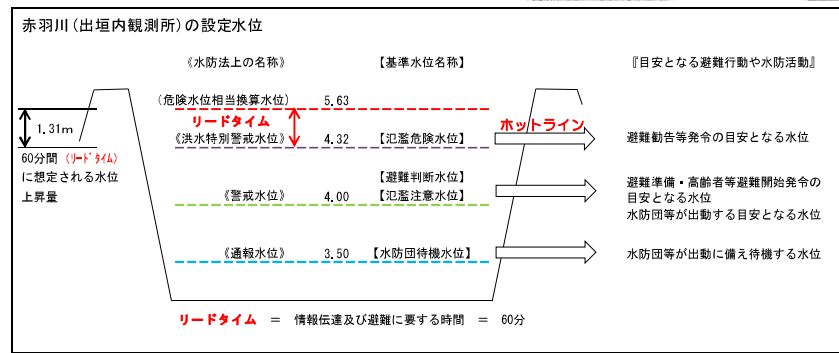 赤羽川(出垣内観測所)の設定水位
《水防法上の名称》 【基準水位名称】 『目安となる避難行動や水防活動』
(危険水位相当換算水位) 5.63
リードタイム
ホットライン
1.31m
《洪水特別警戒水位》 4.32 【氾濫危険水位】 避難勧告等発令の目安となる水位
60分間(リードタイム)
に想定される水位
上昇量
【避難判断水位】
《警戒水位》 4.00 【氾濫注意水位】
避難準備・高齢者等避難開始発令の
目安となる水位
水防団等が出動する目安となる水位
《通報水位》 3.50 【水防団待機水位】 水防団等が出動に備え待機する水位
リードタイム = 情報伝達及び避難に要する時間 = 60分